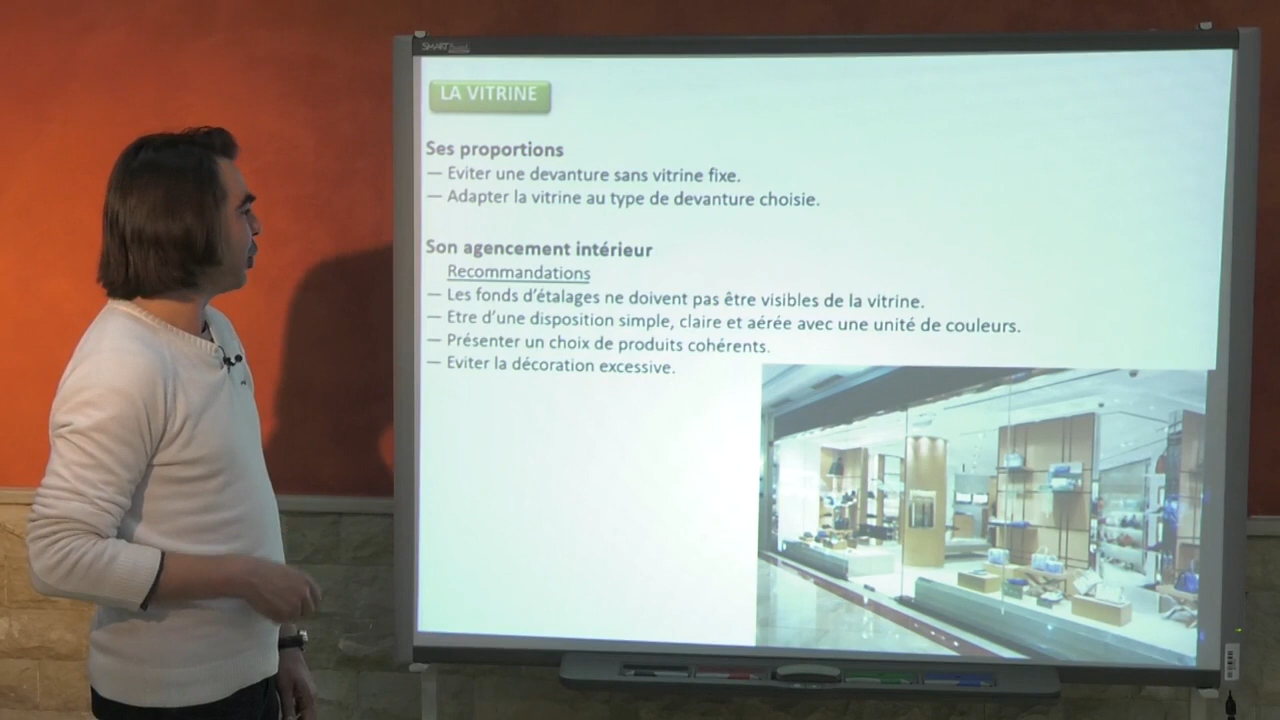 SMART Board
LA VITRINE
Ses proportions
— Eviter une devanture sans vitrine fixe.
— Adapter la vitrine au type de devanture choisie.
Son agencement intérieur
Recommandations
— Les fonds d'étalages ne doivent pas être visibles de la vitrine.
— Etre d'une disposition simple, claire et aérée avec une unité de couleurs.
— Présenter un choix de produits cohérents.
— Eviter la décoration excessive.